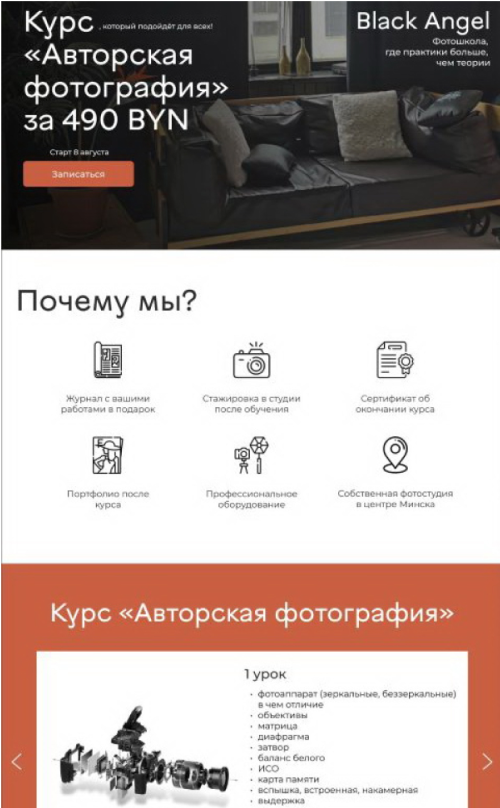 Курс , который подойдёт для всех!
«Авторская
фотография»
за 490 BYN
Старт 8 августа
Записаться
Black Angel
Фотошкола,
где практики больше,
чем теории
Почему мы?
Журнал с вашими
работами в подарок
Стажировка в студии
после обучения
Сертификат об
окончании курса
Портфолио после
курса
Профессиональное
оборудование
Собственная фотостудия
в центре Минска
Курс «Авторская фотография»
1 урок
· фотоаппарат (зеркальные, беззеркальные)
в чем отличие
· объективы
· матрица
· диафрагма
· затвор
· баланс белого
· ИСО
· карта памяти
· вспышка, встроенная, накамерная
· выдержка